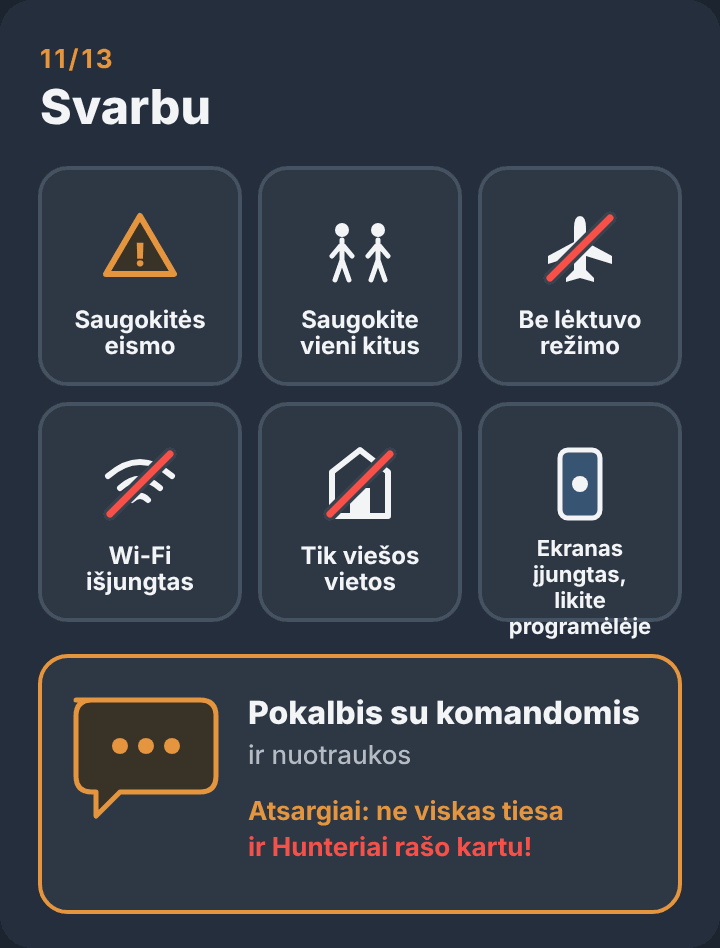 11/13
Svarbu
Saugokitės
eismo
Saugokite
vieni kitus
Be lėktuvo
režimo
Wi-Fi
išjungtas
Tik viešos
vietos
Ekranas
įjungtas,
likite
programėlėje
Pokalbis su komandomis
ir nuotraukos
Atsargiai: ne viskas tiesa
ir Hunteriai rašo kartu!